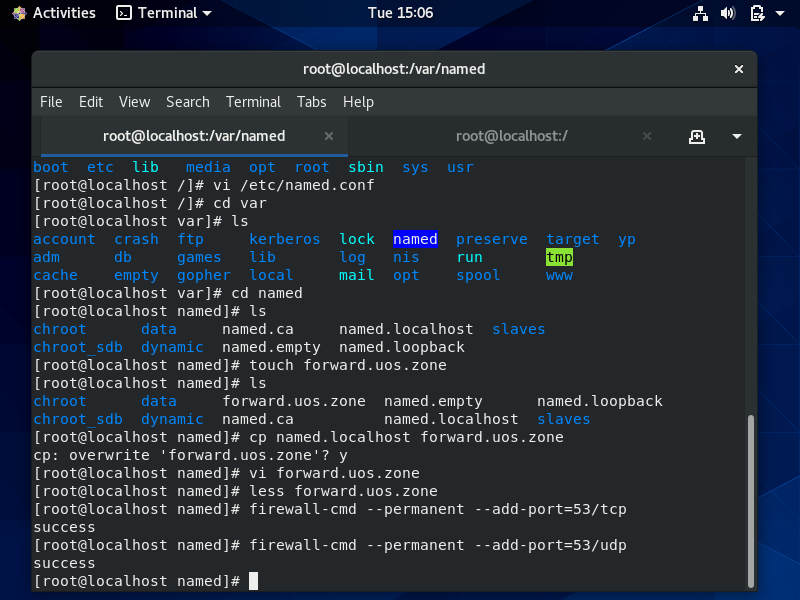 Activities Terminal Tue 15:06
root@localhost:/var/named
File Edit View Search Terminal Tabs Help
root@localhost:/var/named root@localhost:/
boot etc lib media opt root sbin sys usr
[root@localhost /]# vi /etc/named.conf
[root@localhost /]# cd var
[root@localhost var]# ls
account crash ftp kerberos lock named preserve target yp
adm db games lib log nis run tmp
cache empty gopher local mail opt spool www
[root@localhost var]# cd named
[root@localhost named]# ls
chroot data named.ca named.localhost slaves
chroot_sdb dynamic named.empty named.loopback
[root@localhost named]# touch forward.uos.zone
[root@localhost named]# ls
chroot data forward.uos.zone named.empty named.loopback
chroot_sdb dynamic named.ca named.localhost slaves
[root@localhost named]# cp named.localhost forward.uos.zone
cp: overwrite 'forward.uos.zone'? y
[root@localhost named]# vi forward.uos.zone
[root@localhost named]# less forward.uos.zone
[root@localhost named]# firewall-cmd --permanent --add-port=53/tcp
success
[root@localhost named]# firewall-cmd --permanent --add-port=53/udp
success
[root@localhost named]#